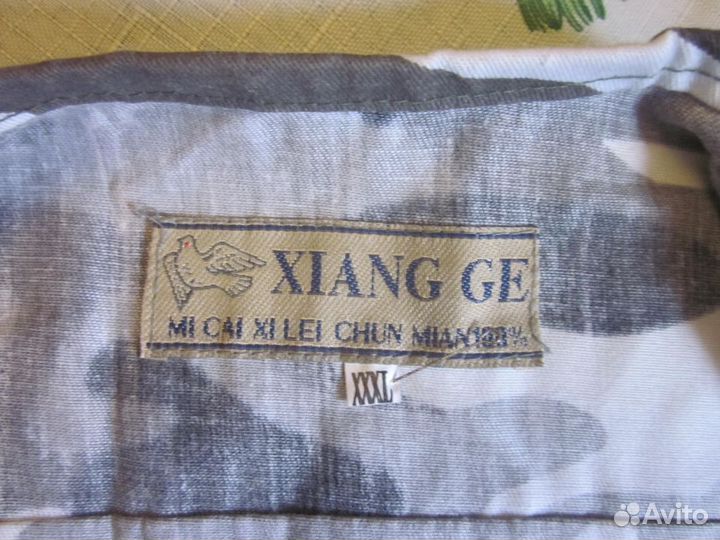 XIANG GE
MI CAI XI LEI CHUN MIAN100%
XXXL
Avito